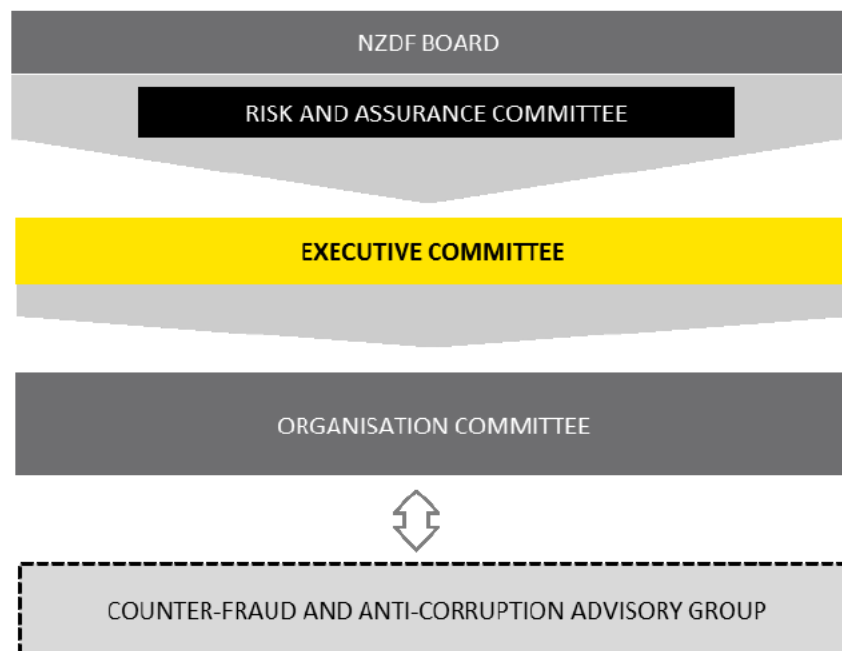 NZDF BOARD
RISK AND ASSURANCE COMMITTEE
EXECUTIVE COMMITTEE
ORGANISATION COMMITTEE
COUNTER-FRAUD AND ANTI-CORRUPTION ADVISORY GROUP